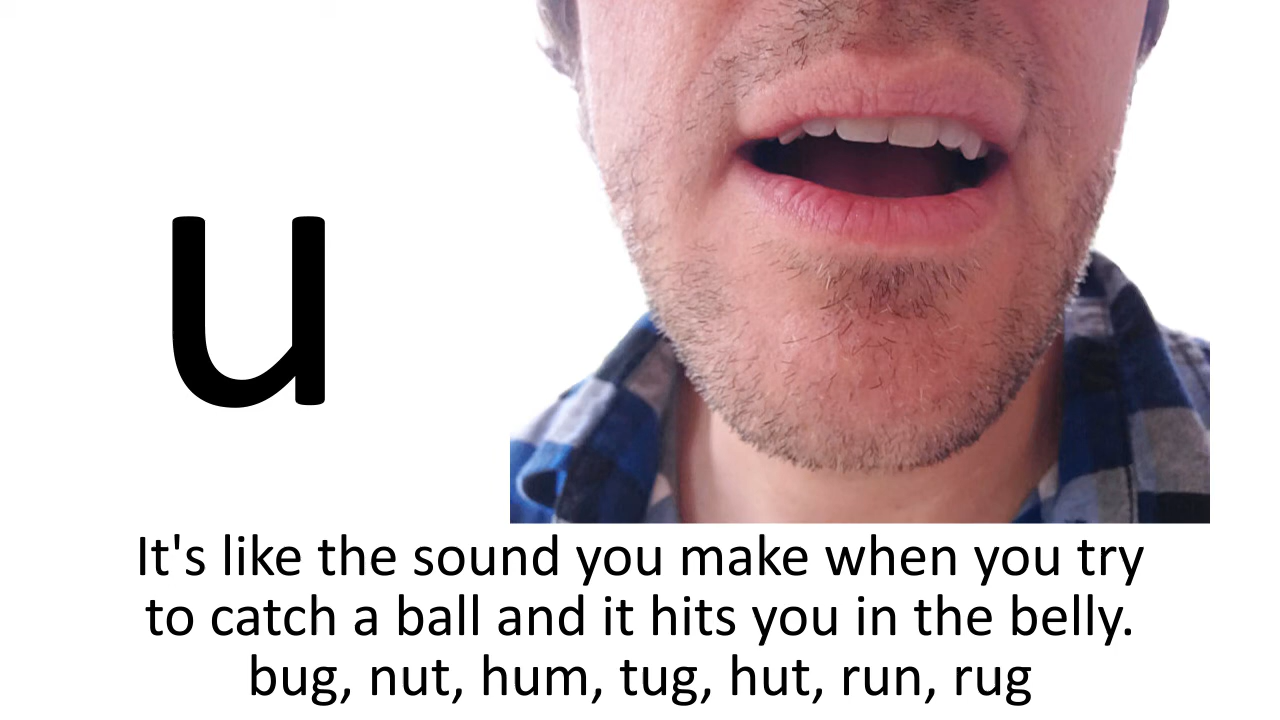 u
It's like the sound you make when you try
to catch a ball and it hits you in the belly.
bug, nut, hum, tug, hut, run, rug